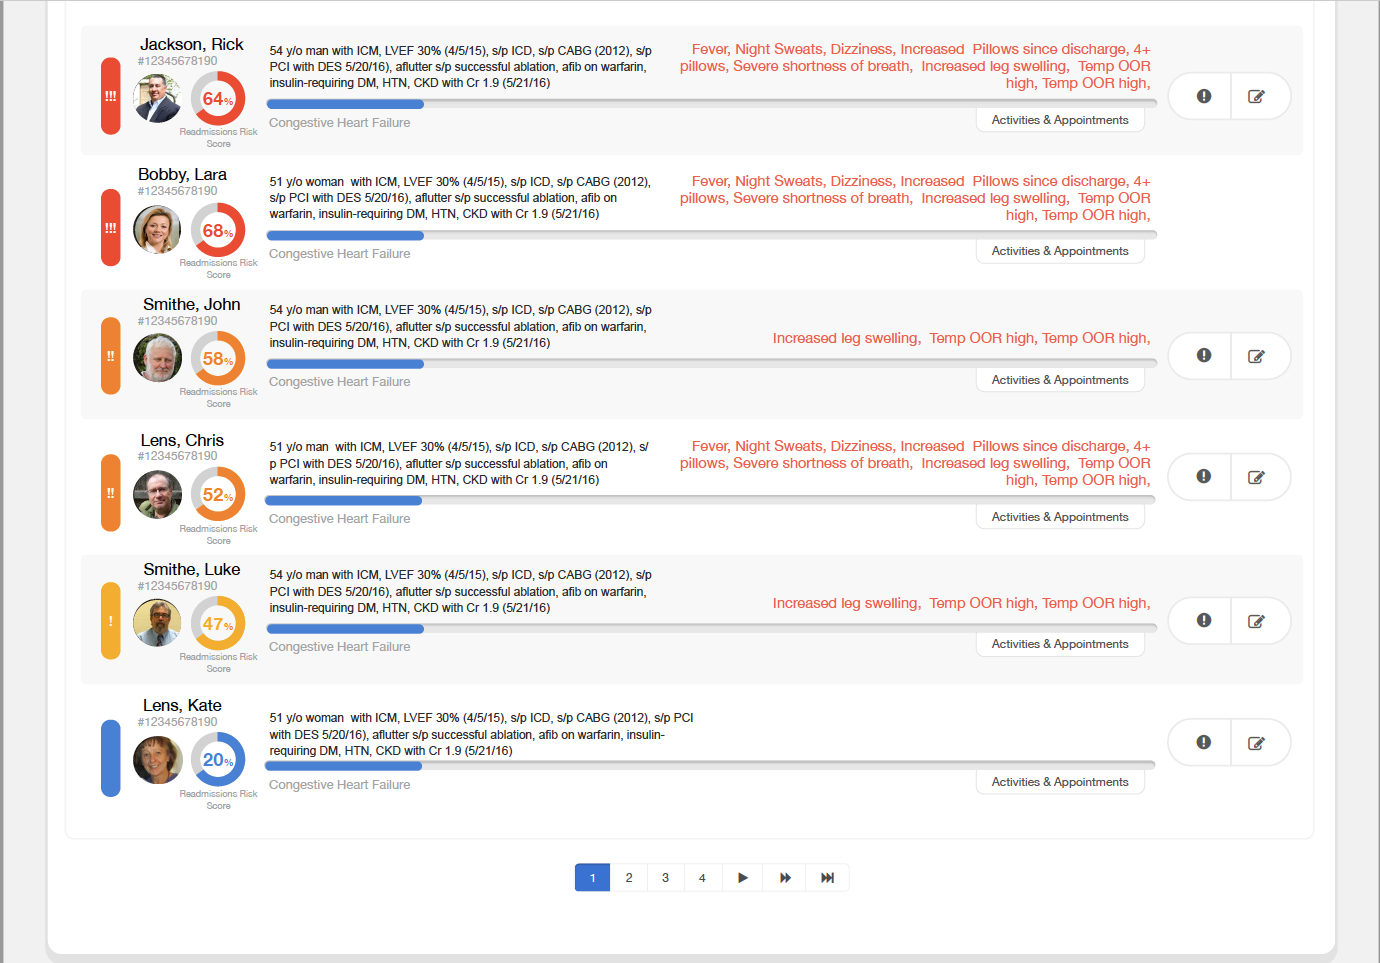 Jackson, Rick
#12345678190
!!!
64%
Readmissions Risk
Score
54 y/o man with ICM, LVEF 30% (4/5/15), s/p ICD, s/p CABG (2012), s/p
PCI with DES 5/20/16), aflutter s/p successful ablation, afib on warfarin,
insulin-requiring DM, HTN, CKD with Cr 1.9 (5/21/16)
Congestive Heart Failure
Fever, Night Sweats, Dizziness, Increased  Pillows since discharge, 4+
pillows, Severe shortness of breath,  Increased leg swelling,  Temp OOR
high, Temp OOR high,
Activities & Appointments
Bobby, Lara
#12345678190
!!!
68%
Readmissions Risk
Score
51 y/o woman  with ICM, LVEF 30% (4/5/15), s/p ICD, s/p CABG (2012),
s/p PCI with DES 5/20/16), aflutter s/p successful ablation, afib on
warfarin, insulin-requiring DM, HTN, CKD with Cr 1.9 (5/21/16)
Congestive Heart Failure
Fever, Night Sweats, Dizziness, Increased  Pillows since discharge, 4+
pillows, Severe shortness of breath,  Increased leg swelling,  Temp OOR
high, Temp OOR high,
Activities & Appointments
Smithe, John
#12345678190
!!
58%
Readmissions Risk
Score
54 y/o man with ICM, LVEF 30% (4/5/15), s/p ICD, s/p CABG (2012), s/p
PCI with DES 5/20/16), aflutter s/p successful ablation, afib on warfarin,
insulin-requiring DM, HTN, CKD with Cr 1.9 (5/21/16)
Congestive Heart Failure
Increased leg swelling,  Temp OOR high, Temp OOR high,
Activities & Appointments
Lens, Chris
#12345678190
!!
52%
Readmissions Risk
Score
51 y/o man  with ICM, LVEF 30% (4/5/15), s/p ICD, s/p CABG (2012), s/
p PCI with DES 5/20/16), aflutter s/p successful ablation, afib on
warfarin, insulin-requiring DM, HTN, CKD with Cr 1.9 (5/21/16)
Congestive Heart Failure
Fever, Night Sweats, Dizziness, Increased  Pillows since discharge, 4+
pillows, Severe shortness of breath,  Increased leg swelling,  Temp OOR
high, Temp OOR high,
Activities & Appointments
Smithe, Luke
#12345678190
!
47%
Readmissions Risk
Score
54 y/o man with ICM, LVEF 30% (4/5/15), s/p ICD, s/p CABG (2012), s/p
PCI with DES 5/20/16), aflutter s/p successful ablation, afib on warfarin,
insulin-requiring DM, HTN, CKD with Cr 1.9 (5/21/16)
Congestive Heart Failure
Increased leg swelling,  Temp OOR high, Temp OOR high,
Activities & Appointments
Lens, Kate
#12345678190
20%
Readmissions Risk
Score
51 y/o woman  with ICM, LVEF 30% (4/5/15), s/p ICD, s/p CABG (2012), s/p PCI
with DES 5/20/16), aflutter s/p successful ablation, afib on warfarin, insulin-
requiring DM, HTN, CKD with Cr 1.9 (5/21/16)
Congestive Heart Failure
Activities & Appointments
1 2 3 4